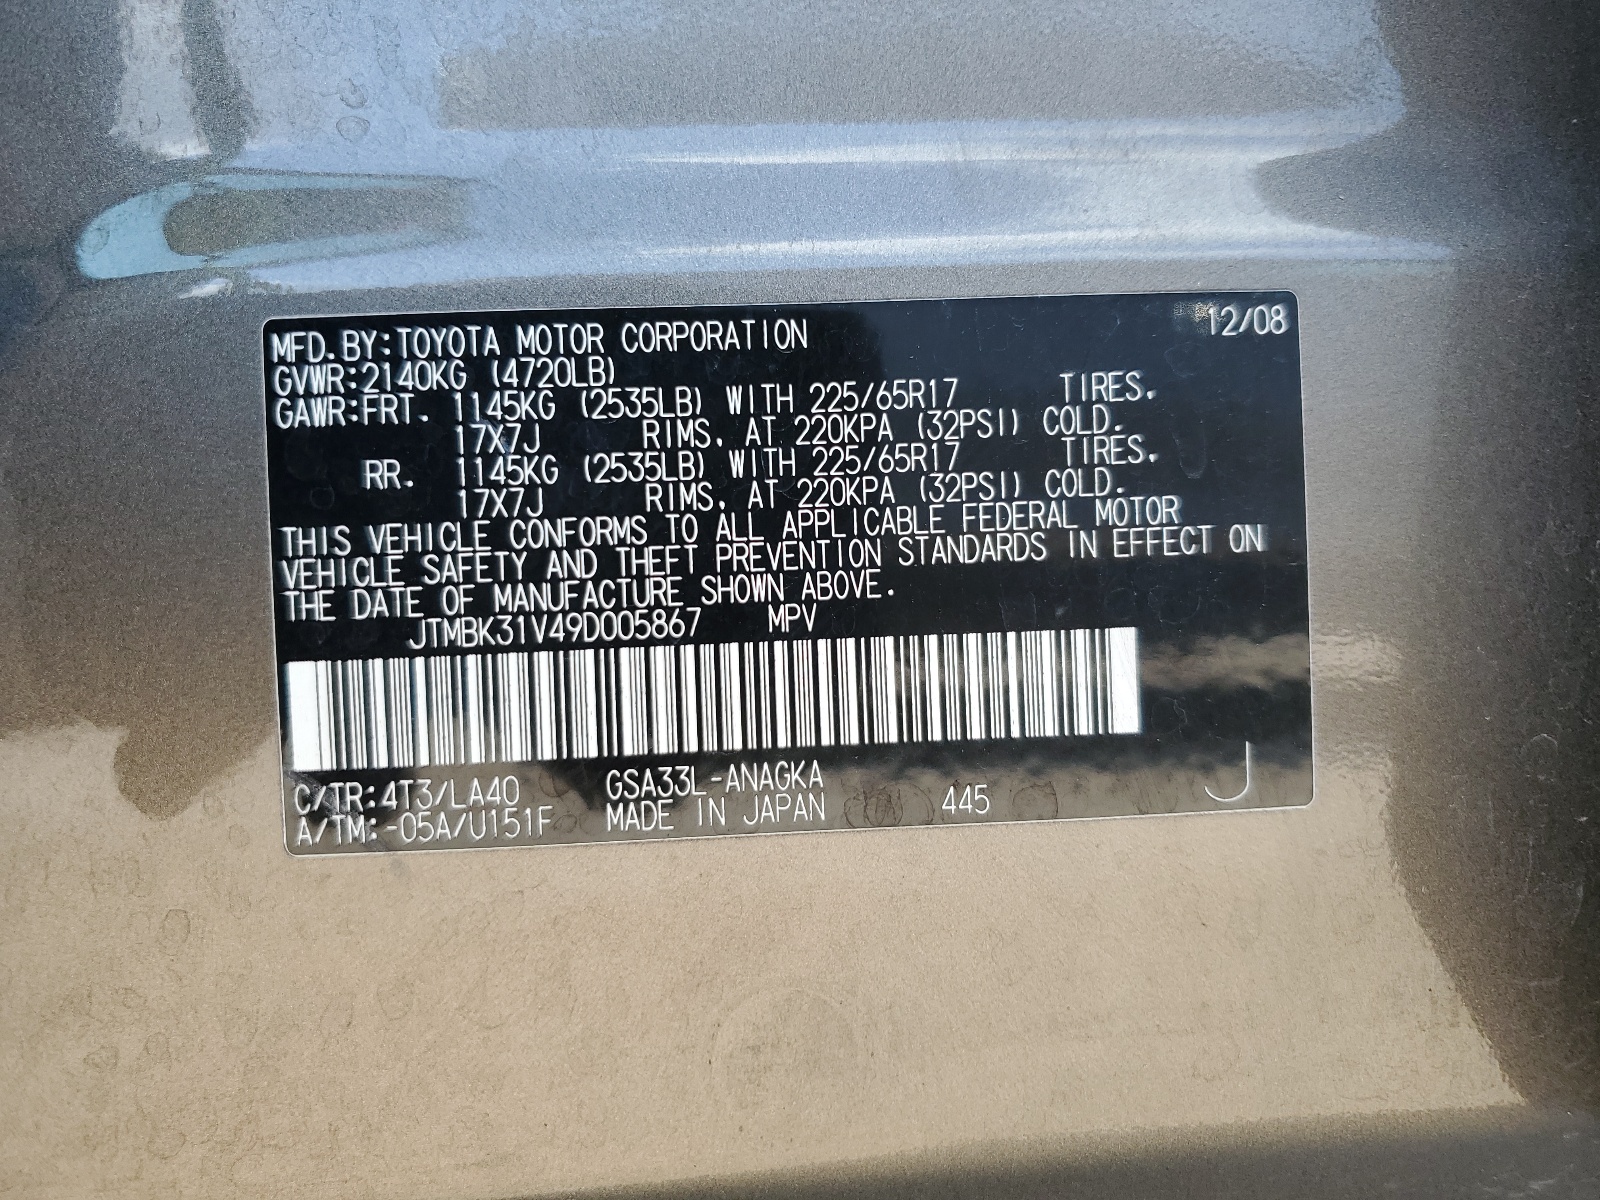 12/08
MFD.BY:TOYOTA MOTOR CORPORATION
GVWR:2140KG (4720LB)
GAWR:FRT. 1145KG (2535LB) WITH 225/65R17 TIRES.
17X7J RIMS. AT 220KPA (32PSI) COLD.
RR. 1145KG (2535LB) WITH 225/65R17 TIRES.
17X7J RIMS. AT 220KPA (32PSI) COLD.
THIS VEHICLE CONFORMS TO ALL APPLICABLE FEDERAL MOTOR
VEHICLE SAFETY AND THEFT PREVENTION STANDARDS IN EFFECT ON
THE DATE OF MANUFACTURE SHOWN ABOVE.
JTMBK31V49D005867 MPV
C/TR:4T3/LA40 GSA33L-ANAGKA
A/TM:-05A/U151F MADE IN JAPAN 445
J